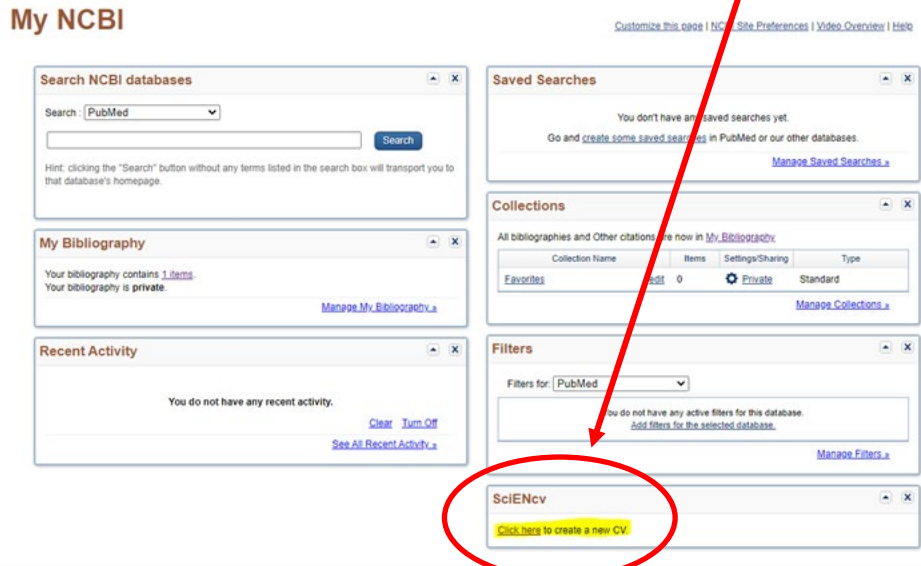 My NCBI
Customize this page | NCBI Site Preferences | Video Overview | Help
Search NCBI databases
Search : PubMed
Search
Hint: clicking the "Search" button without any terms listed in the search box will transport you to
that database's homepage.
My Bibliography
Your bibliography contains 1 items.
Your bibliography is private.
Manage My Bibliography »
Recent Activity
You do not have any recent activity.
Clear Turn Off
See All Recent Activity »
Saved Searches
You don't have any saved searches yet.
Go and create some saved searches in PubMed or our other databases.
Manage Saved Searches »
Collections
All bibliographies and Other citations are now in My Bibliography
Collection Name Items Settings/Sharing Type
Favorites edit 0 Private Standard
Manage Collections »
Filters
Filters for: PubMed
You do not have any active filters for this database.
Add filters for the selected database.
Manage Filters »
SciENcv
Click here to create a new CV.